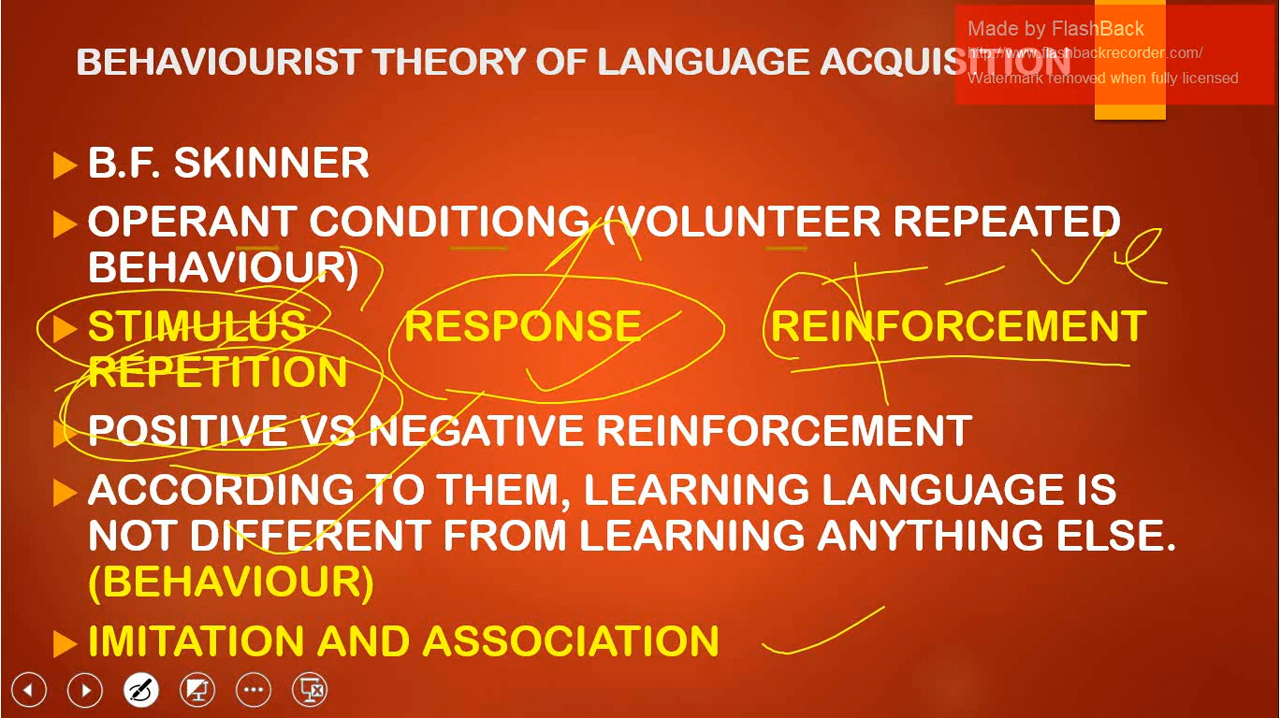 Made by FlashBack
http://www.flashbackrecorder.com/
Watermark removed when fully licensed
BEHAVIOURIST THEORY OF LANGUAGE ACQUISITION
B.F. SKINNER
OPERANT CONDITIONG (VOLUNTEER REPEATED
BEHAVIOUR)
STIMULUS RESPONSE REINFORCEMENT
REPETITION
POSITIVE VS NEGATIVE REINFORCEMENT
ACCORDING TO THEM, LEARNING LANGUAGE IS
NOT DIFFERENT FROM LEARNING ANYTHING ELSE.
(BEHAVIOUR)
IMITATION AND ASSOCIATION